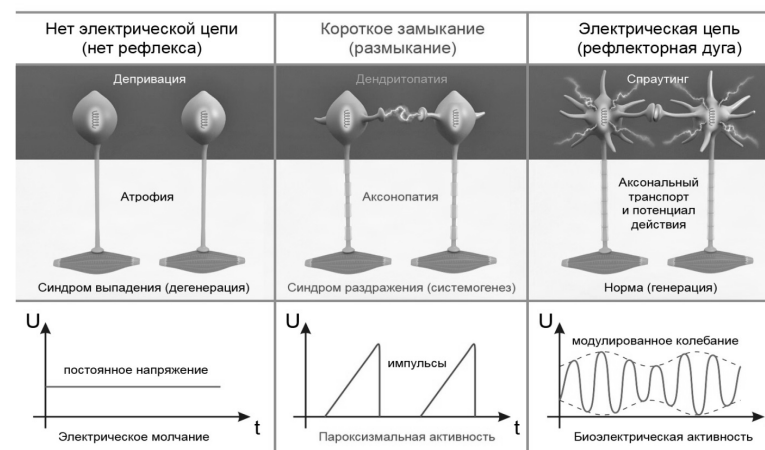 Нет электрической цепи
(нет рефлекса)
Короткое замыкание
(размыкание)
Электрическая цепь
(рефлекторная дуга)
Депривация
Дендритопатия
Спраутинг
Атрофия
Аксонопатия
Аксональный
транспорт
и потенциал
действия
Синдром выпадения (дегенерация)
Синдром раздражения (системогенез)
Норма (генерация)
U
постоянное напряжение
t
Электрическое молчание
U
импульсы
t
Пароксизмальная активность
U
модулированное колебание
t
Биоэлектрическая активность